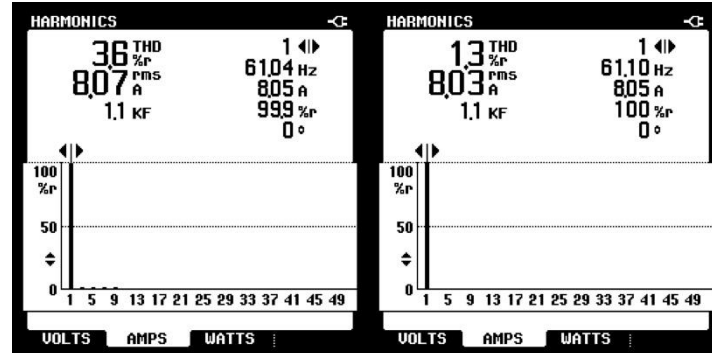 HARMONICS
3.6 THD %r
8.07 rms A
1.1 KF
1
61.04 Hz
8.05 A
99.9 %r
0 °
100
%r
50
0
1 5 9 13 17 21 25 29 33 37 41 45 49
VOLTS AMPS WATTS
HARMONICS
1.3 THD %r
8.03 rms A
1.1 KF
1
61.10 Hz
8.05 A
100 %r
0 °
100
%r
50
0
1 5 9 13 17 21 25 29 33 37 41 45 49
VOLTS AMPS WATTS